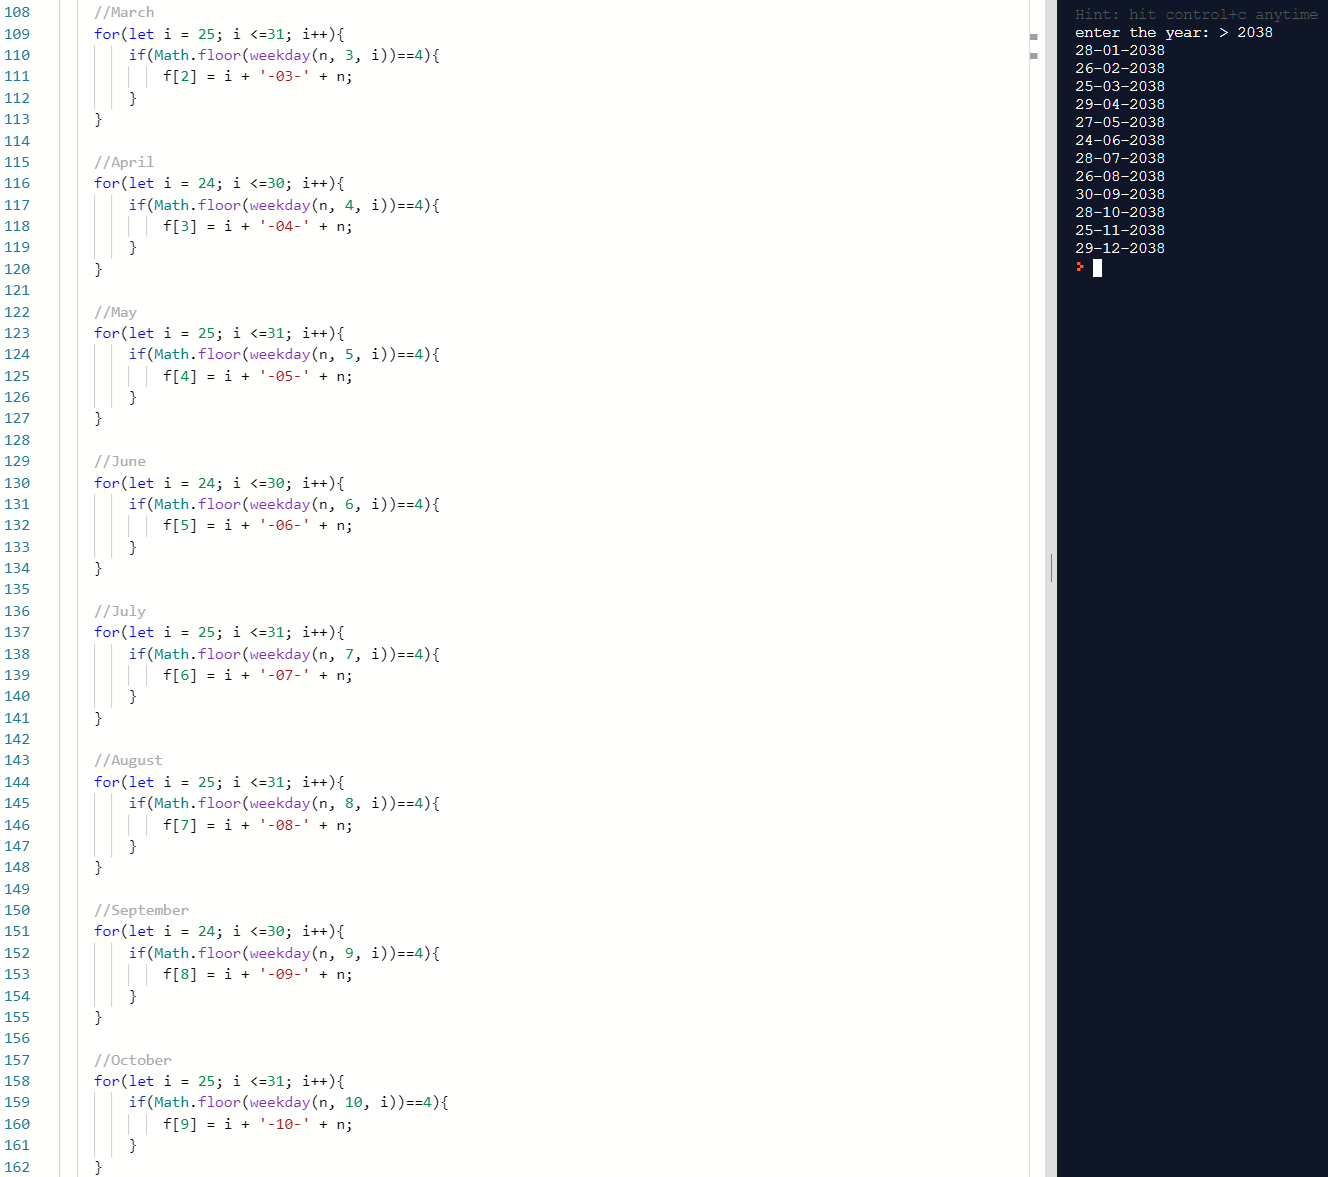 108 //March
109 for(let i = 25; i <=31; i++){
110 if(Math.floor(weekday(n, 3, i))==4){
111 f[2] = i + '-03-' + n;
112 }
113 }
114
115 //April
116 for(let i = 24; i <=30; i++){
117 if(Math.floor(weekday(n, 4, i))==4){
118 f[3] = i + '-04-' + n;
119 }
120 }
121
122 //May
123 for(let i = 25; i <=31; i++){
124 if(Math.floor(weekday(n, 5, i))==4){
125 f[4] = i + '-05-' + n;
126 }
127 }
128
129 //June
130 for(let i = 24; i <=30; i++){
131 if(Math.floor(weekday(n, 6, i))==4){
132 f[5] = i + '-06-' + n;
133 }
134 }
135
136 //July
137 for(let i = 25; i <=31; i++){
138 if(Math.floor(weekday(n, 7, i))==4){
139 f[6] = i + '-07-' + n;
140 }
141 }
142
143 //August
144 for(let i = 25; i <=31; i++){
145 if(Math.floor(weekday(n, 8, i))==4){
146 f[7] = i + '-08-' + n;
147 }
148 }
149
150 //September
151 for(let i = 24; i <=30; i++){
152 if(Math.floor(weekday(n, 9, i))==4){
153 f[8] = i + '-09-' + n;
154 }
155 }
156
157 //October
158 for(let i = 25; i <=31; i++){
159 if(Math.floor(weekday(n, 10, i))==4){
160 f[9] = i + '-10-' + n;
161 }
162 }
Hint: hit control+c anytime
enter the year: > 2038
28-01-2038
26-02-2038
25-03-2038
29-04-2038
27-05-2038
24-06-2038
28-07-2038
26-08-2038
30-09-2038
28-10-2038
25-11-2038
29-12-2038
>